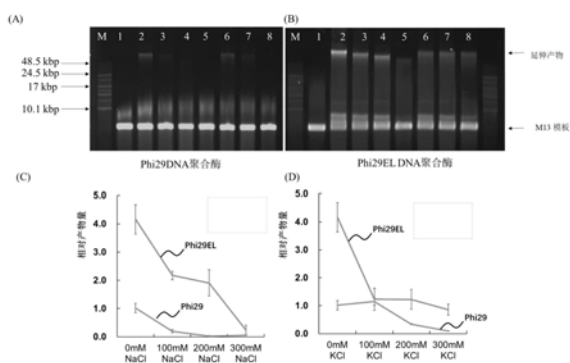 (A)
M 1 2 3 4 5 6 7 8
48.5 kbp
24.5 kbp
17 kbp
10.1 kbp
Phi29DNA聚合酶
(B)
M 1 2 3 4 5 6 7 8
延伸产物
M13 模板
Phi29EL DNA聚合酶
(C)
相对产物量
5.0
4.0
3.0
2.0
1.0
0.0
Phi29EL
Phi29
0mM 100mM 200mM 300mM
NaCl NaCl NaCl NaCl
(D)
相对产物量
5.0
4.0
3.0
2.0
1.0
0.0
Phi29EL
Phi29
0mM 100mM 200mM 300mM
KCl KCl KCl KCl